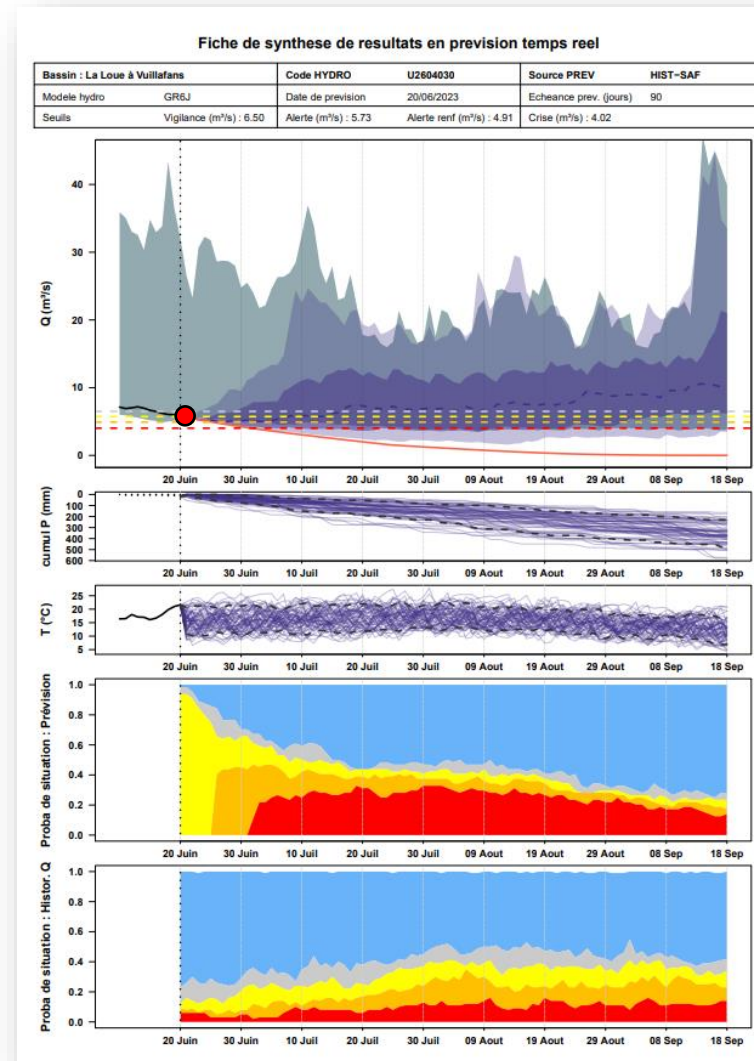 Fiche de synthese de resultats en prevision temps reel
Bassin : La Loue à Vuillafans Code HYDRO U2604030 Source PREV HIST−SAF
Modele hydro GR6J Date de prevision 20/06/2023 Echeance prev. (jours) 90
Seuils Vigilance (m³/s) : 6.50 Alerte (m³/s) : 5.73 Alerte renf (m³/s) : 4.91 Crise (m³/s) : 4.02
Q (m³/s)
40
30
20
10
0
20 Juin 30 Juin 10 Juil 20 Juil 30 Juil 09 Aout 19 Aout 29 Aout 08 Sep 18 Sep
cumul P (mm)
0
100
200
300
400
500
600
20 Juin 30 Juin 10 Juil 20 Juil 30 Juil 09 Aout 19 Aout 29 Aout 08 Sep 18 Sep
T (°C)
25
20
15
10
5
20 Juin 30 Juin 10 Juil 20 Juil 30 Juil 09 Aout 19 Aout 29 Aout 08 Sep 18 Sep
Proba de situation : Prévision
1.0
0.8
0.6
0.4
0.2
0.0
20 Juin 30 Juin 10 Juil 20 Juil 30 Juil 09 Aout 19 Aout 29 Aout 08 Sep 18 Sep
Proba de situation : Histor. Q
1.0
0.8
0.6
0.4
0.2
0.0
20 Juin 30 Juin 10 Juil 20 Juil 30 Juil 09 Aout 19 Aout 29 Aout 08 Sep 18 Sep